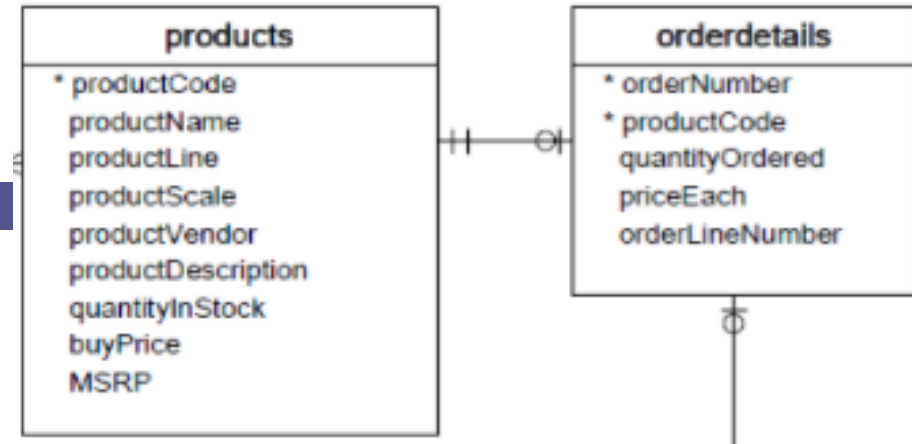 products
* productCode
productName
productLine
productScale
productVendor
productDescription
quantityInStock
buyPrice
MSRP
orderdetails
* orderNumber
* productCode
quantityOrdered
priceEach
orderLineNumber